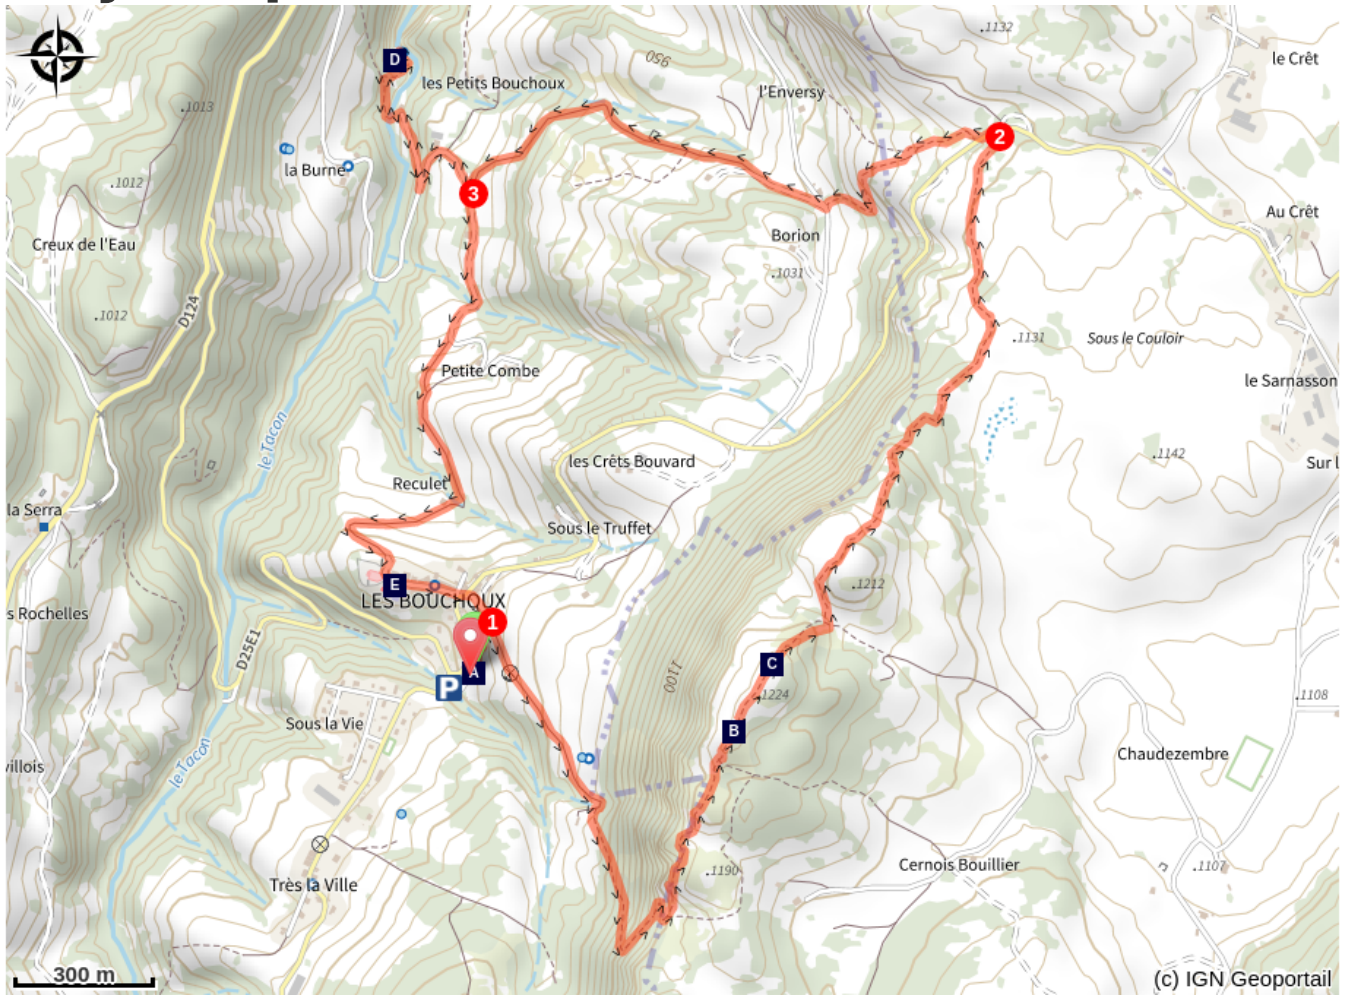 1132
le Crêt
950
D
les Petits Bouchoux
l'Enversy
1013
2
la Burne
1012
3
Au Crêt
Creux de l'Eau
Borion
1031
D124
1012
1131
Sous le Couloir
Petite Combe
le Sarnasson
le Tacon
les Crêts Bouvard
1142
Sur l
Reculet
la Serra
Sous le Truffet
E
1212
LES BOUCHOUX
s Rochelles
1
D25E1
A
C
1100
P
1224
1108
Sous la Vie
B
le Tacon
Chaudezembre
villois
Cernois Bouillier
1190
1107
Très la Ville
300 m
(c) IGN Geoportail